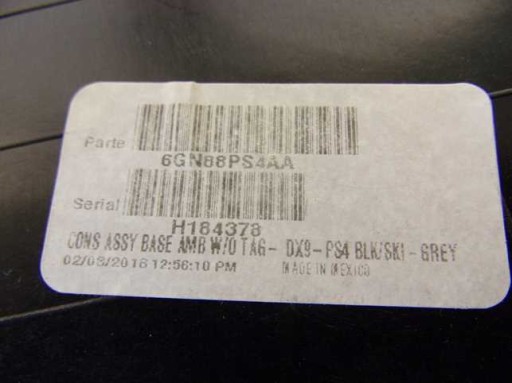 Parte
6GN88PS4AA
Serial
H184378
CONS ASSY BASE AMB W/O TAG - DX9-PS4 BLK/SKI - GREY
02/08/2016 12:56:10 PM MADE IN MEXICO